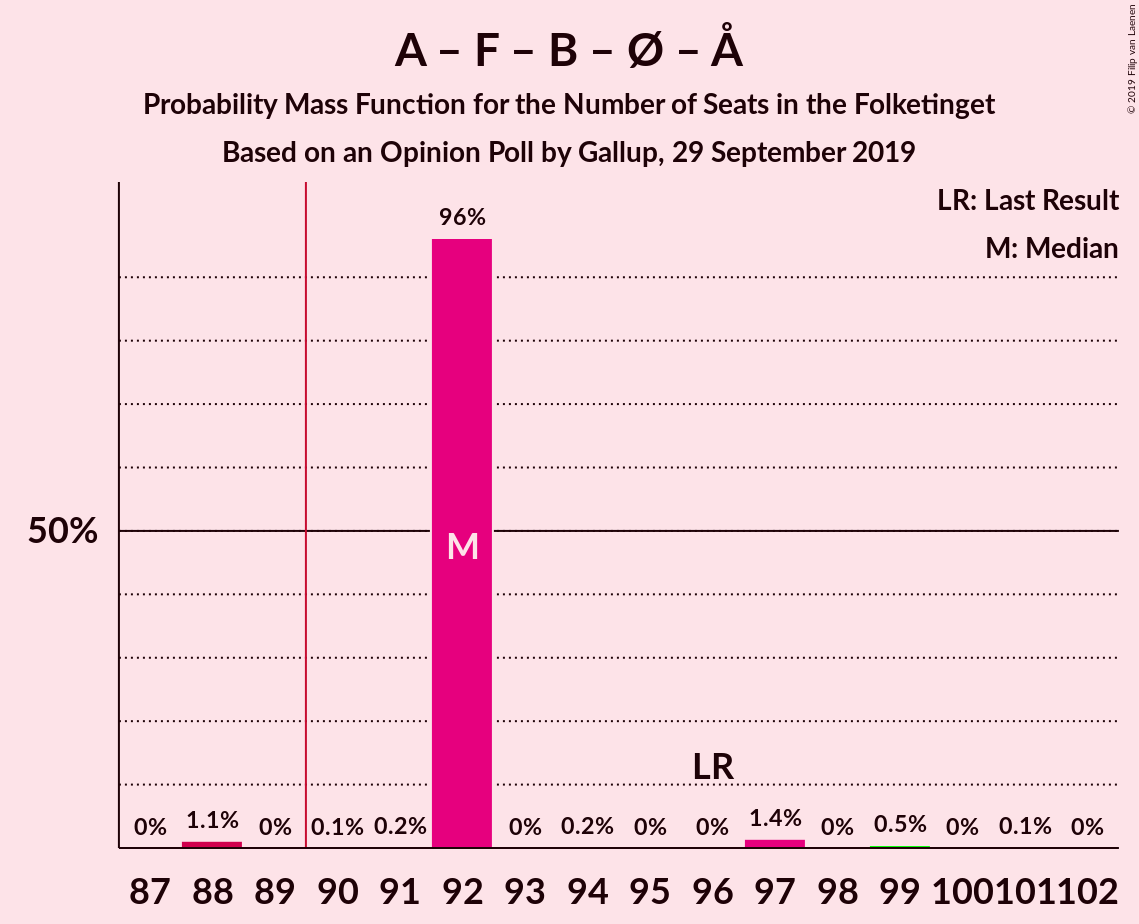 A – F – B – Ø – Å
Probability Mass Function for the Number of Seats in the Folketinget
Based on an Opinion Poll by Gallup, 29 September 2019
© 2019 Filip van Laenen
LR: Last Result
M: Median
96%
50%
M
LR
0% 1.1% 0% 0.1% 0.2% 0% 0.2% 0% 0% 1.4% 0% 0.5% 0% 0.1% 0%
87 88 89 90 91 92 93 94 95 96 97 98 99 100 101 102